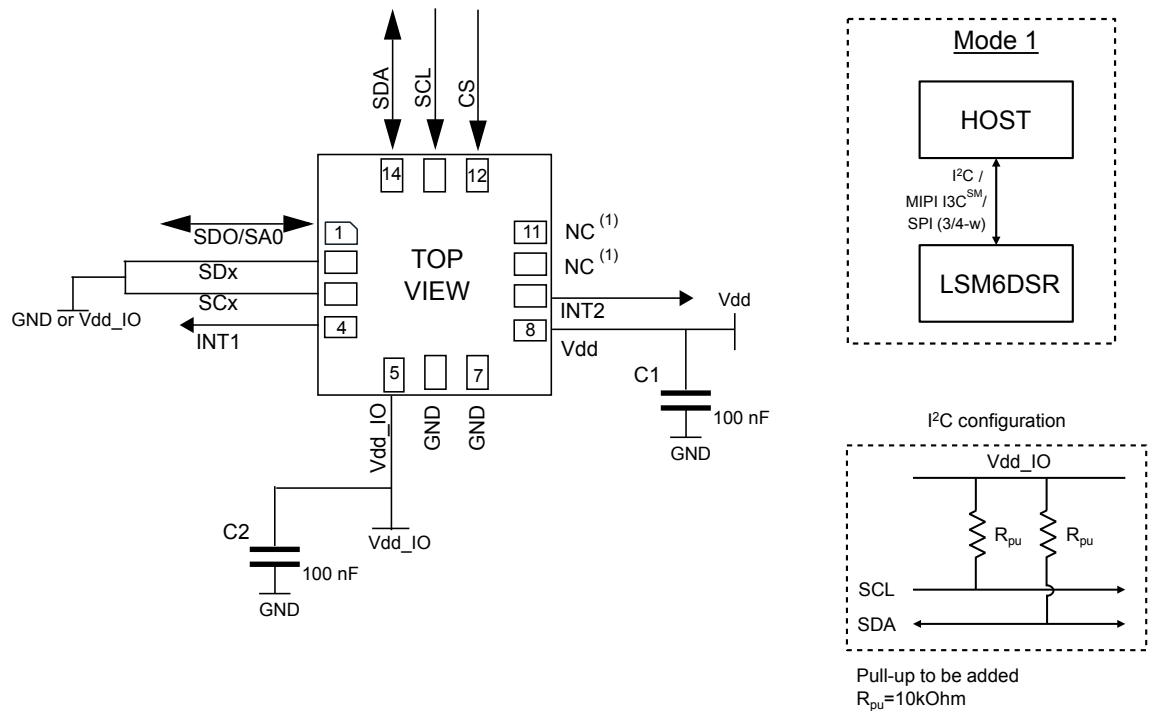 SDA
SCL
CS
14
12
SDO/SA0
1
SDx
SCx
GND or Vdd_IO
INT1
4
TOP
VIEW
11
NC (1)
NC (1)
INT2
8
Vdd
Vdd
5
7
Vdd_IO
GND
GND
C1
100 nF
GND
C2
100 nF
GND
Vdd_IO
Mode 1
HOST
I²C /
MIPI I3C^SM/
SPI (3/4-w)
LSM6DSR
I²C configuration
Vdd_IO
Rpu
Rpu
SCL
SDA
Pull-up to be added
Rpu=10kOhm